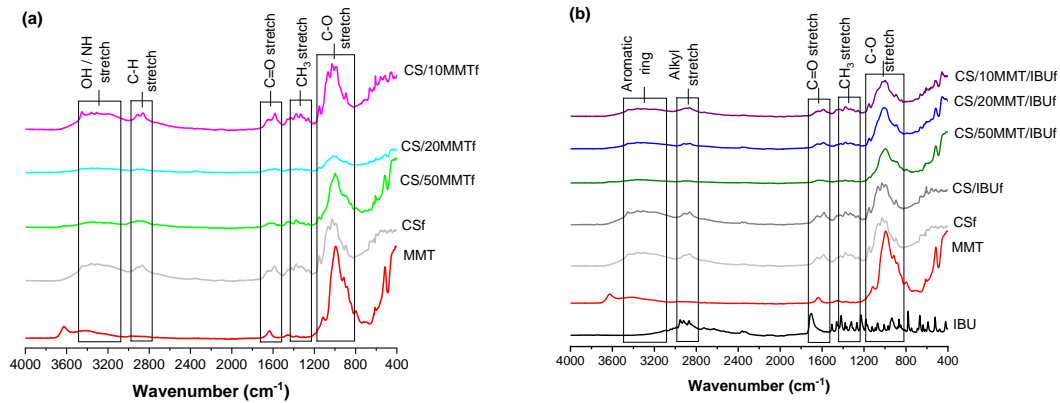 (a)
OH / NH
stretch
C-H
stretch
C=O stretch
CH3 stretch
C-O
stretch
CS/10MMTf
CS/20MMTf
CS/50MMTf
CSf
MMT
4000 3600 3200 2800 2400 2000 1600 1200 800 400
Wavenumber (cm-1)
(b)
Aromatic
ring
Alkyl
stretch
C=O stretch
CH3 stretch
C-O
stretch
CS/10MMT/IBUf
CS/20MMT/IBUf
CS/50MMT/IBUf
CS/IBUf
CSf
MMT
IBU
4000 3600 3200 2800 2400 2000 1600 1200 800 400
Wavenumber (cm-1)